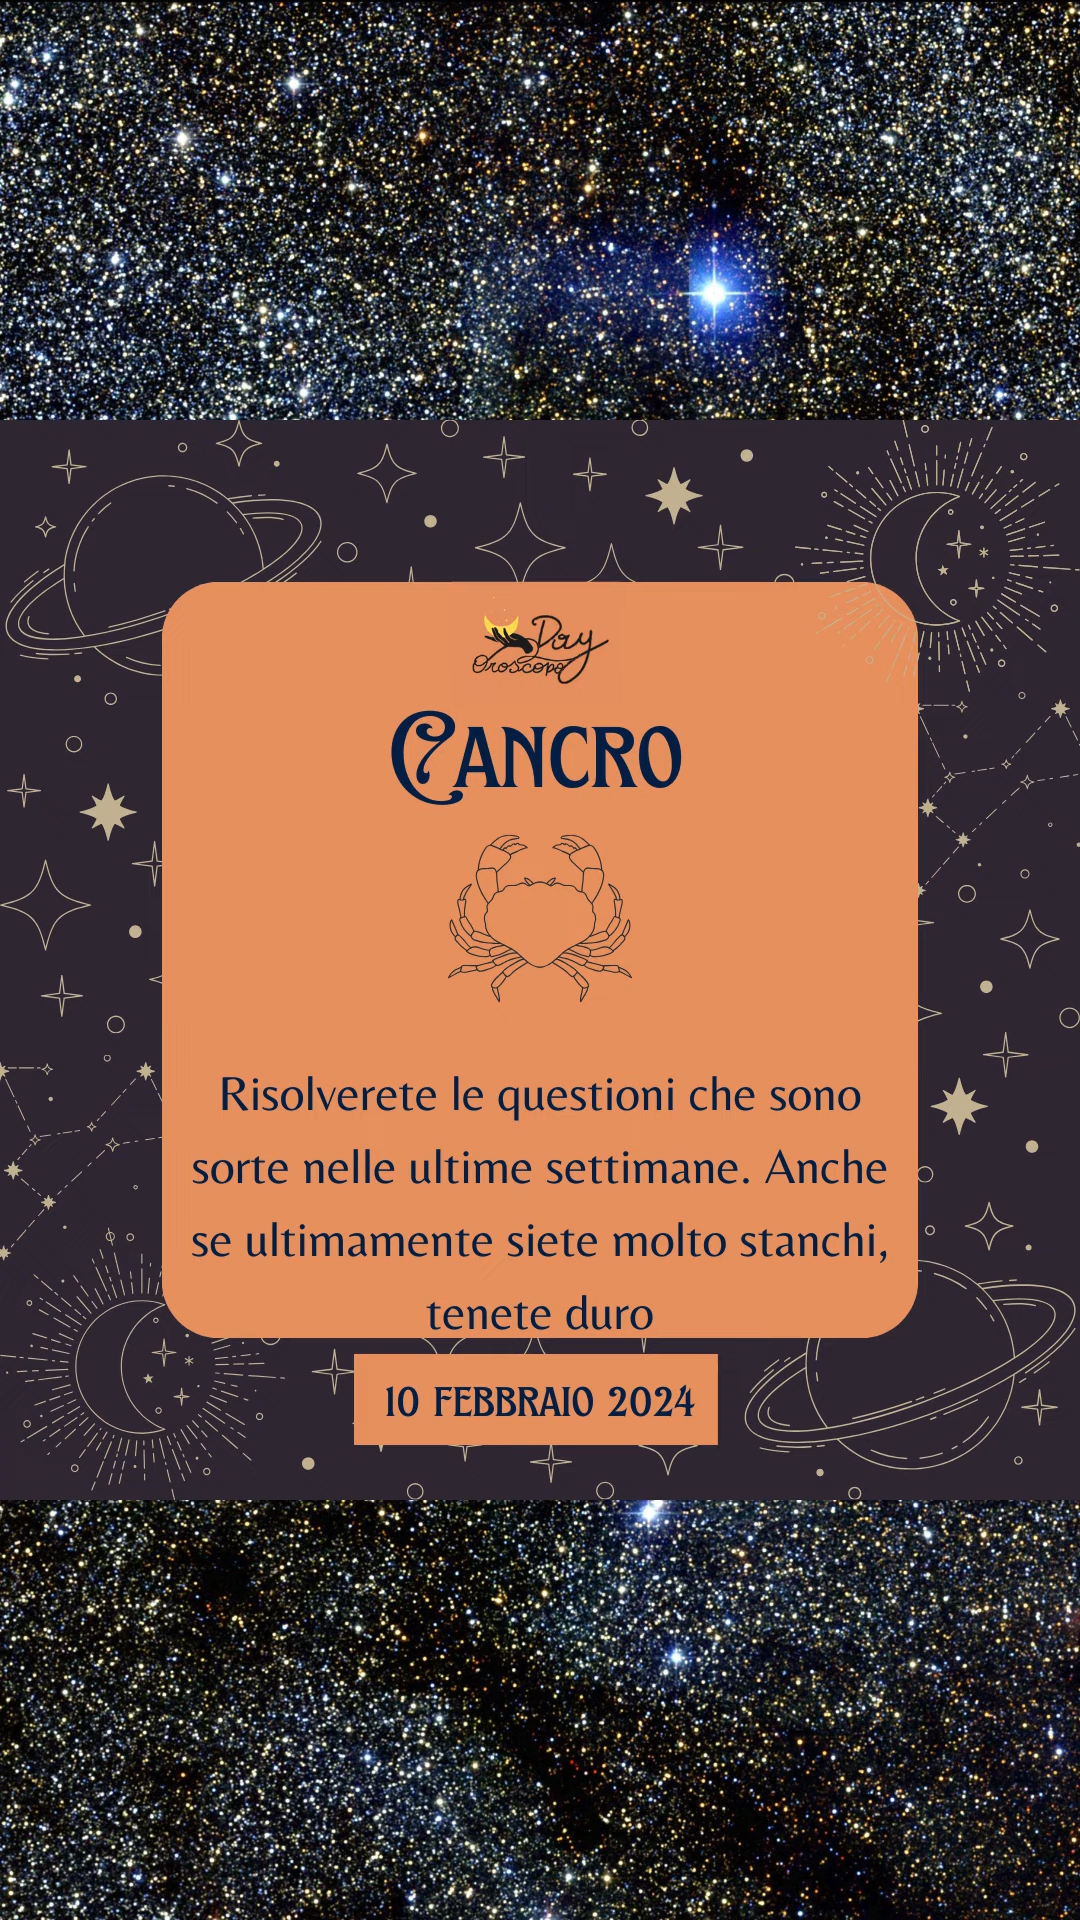 Day
Oroscopo
Cancro
Risolverete le questioni che sono
sorte nelle ultime settimane. Anche
se ultimamente siete molto stanchi,
tenete duro
10 FEBBRAIO 2024